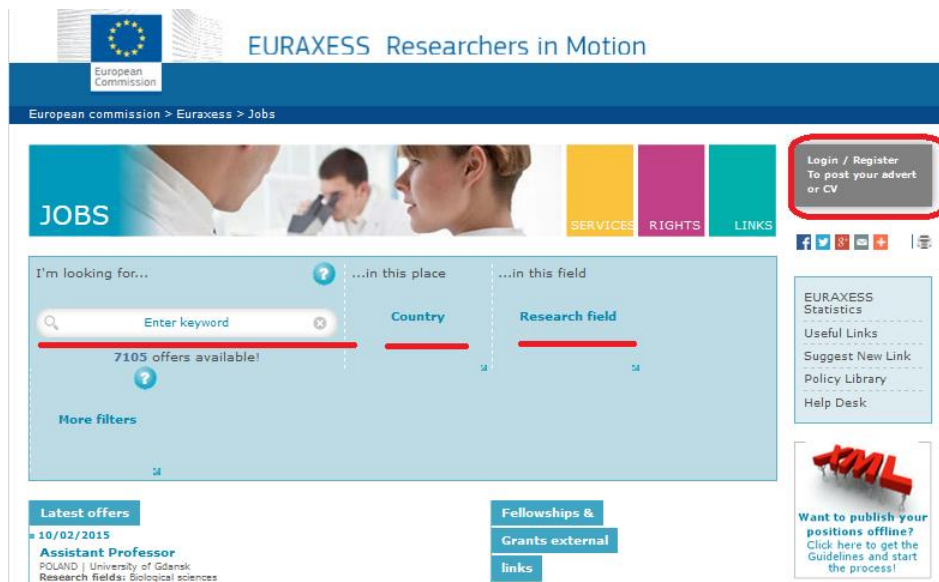 EURAXESS Researchers in Motion
European
Commission
European commission > Euraxess > Jobs
JOBS
SERVICES
RIGHTS
LINKS
Login / Register
To post your advert
or CV
I'm looking for...
...in this place
...in this field
Enter keyword
Country
Research field
7105 offers available!
More filters
EURAXESS
Statistics
Useful Links
Suggest New Link
Policy Library
Help Desk
XML
Want to publish your
positions offline?
Click here to get the
Guidelines and start
the process!
Latest offers
10/02/2015
Assistant Professor
POLAND | University of Gdansk
Research fields: Biological sciences
Fellowships &
Grants external
links